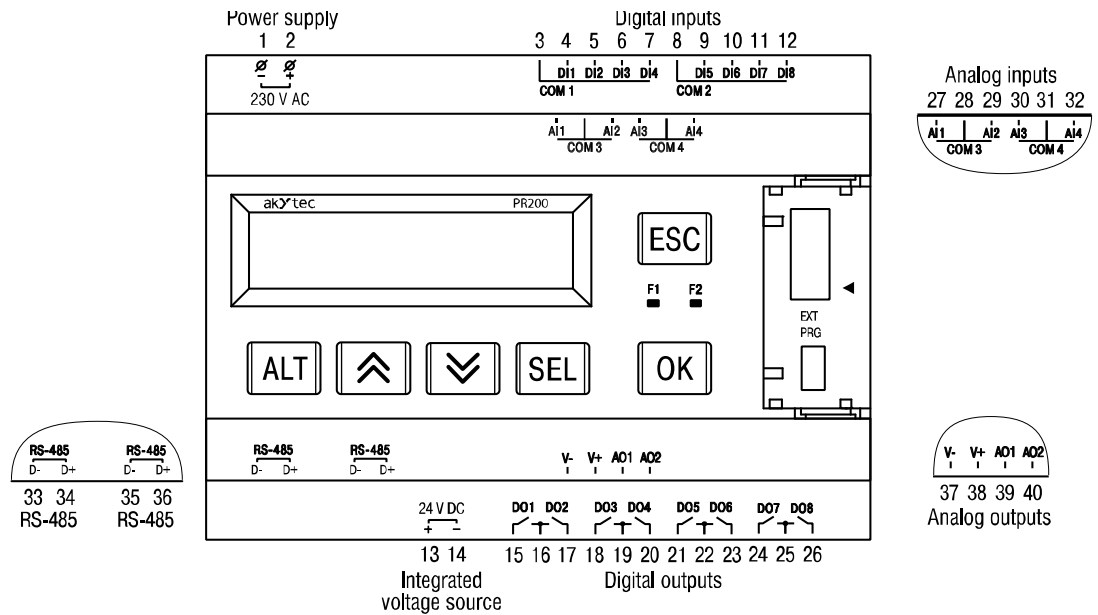 Power supply
Digital inputs
1 2
3 4 5 6 7 8 9 10 11 12
- +
230 V AC
DI1 DI2 DI3 DI4 DI5 DI6 DI7 DI8
COM 1 COM 2
Analog inputs
27 28 29 30 31 32
AI1 AI2 AI3 AI4
COM 3 COM 4
AI1 AI2 AI3 AI4
COM 3 COM 4
akYtec PR200
ESC
F1 F2
EXT
PRG
ALT SEL OK
RS-485 RS-485
D- D+ D- D+
33 34 35 36
RS-485 RS-485
RS-485 RS-485
D- D+ D- D+
V- V+ AO1 AO2
V- V+ AO1 AO2
37 38 39 40
Analog outputs
24 V DC
+ -
DO1 DO2 DO3 DO4 DO5 DO6 DO7 DO8
13 14 15 16 17 18 19 20 21 22 23 24 25 26
Integrated
voltage source
Digital outputs